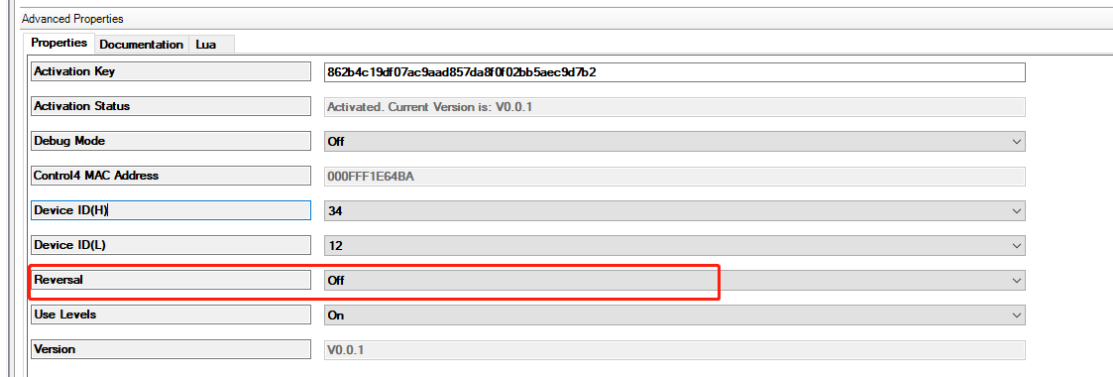 Advanced Properties
Properties Documentation Lua
Activation Key 862b4c19df07ac9aad857da8f0f02bb5aec9d7b2
Activation Status Activated. Current Version is: V0.0.1
Debug Mode Off
Control4 MAC Address 000FFF1E64BA
Device ID(H) 34
Device ID(L) 12
Reversal Off
Use Levels On
Version V0.0.1